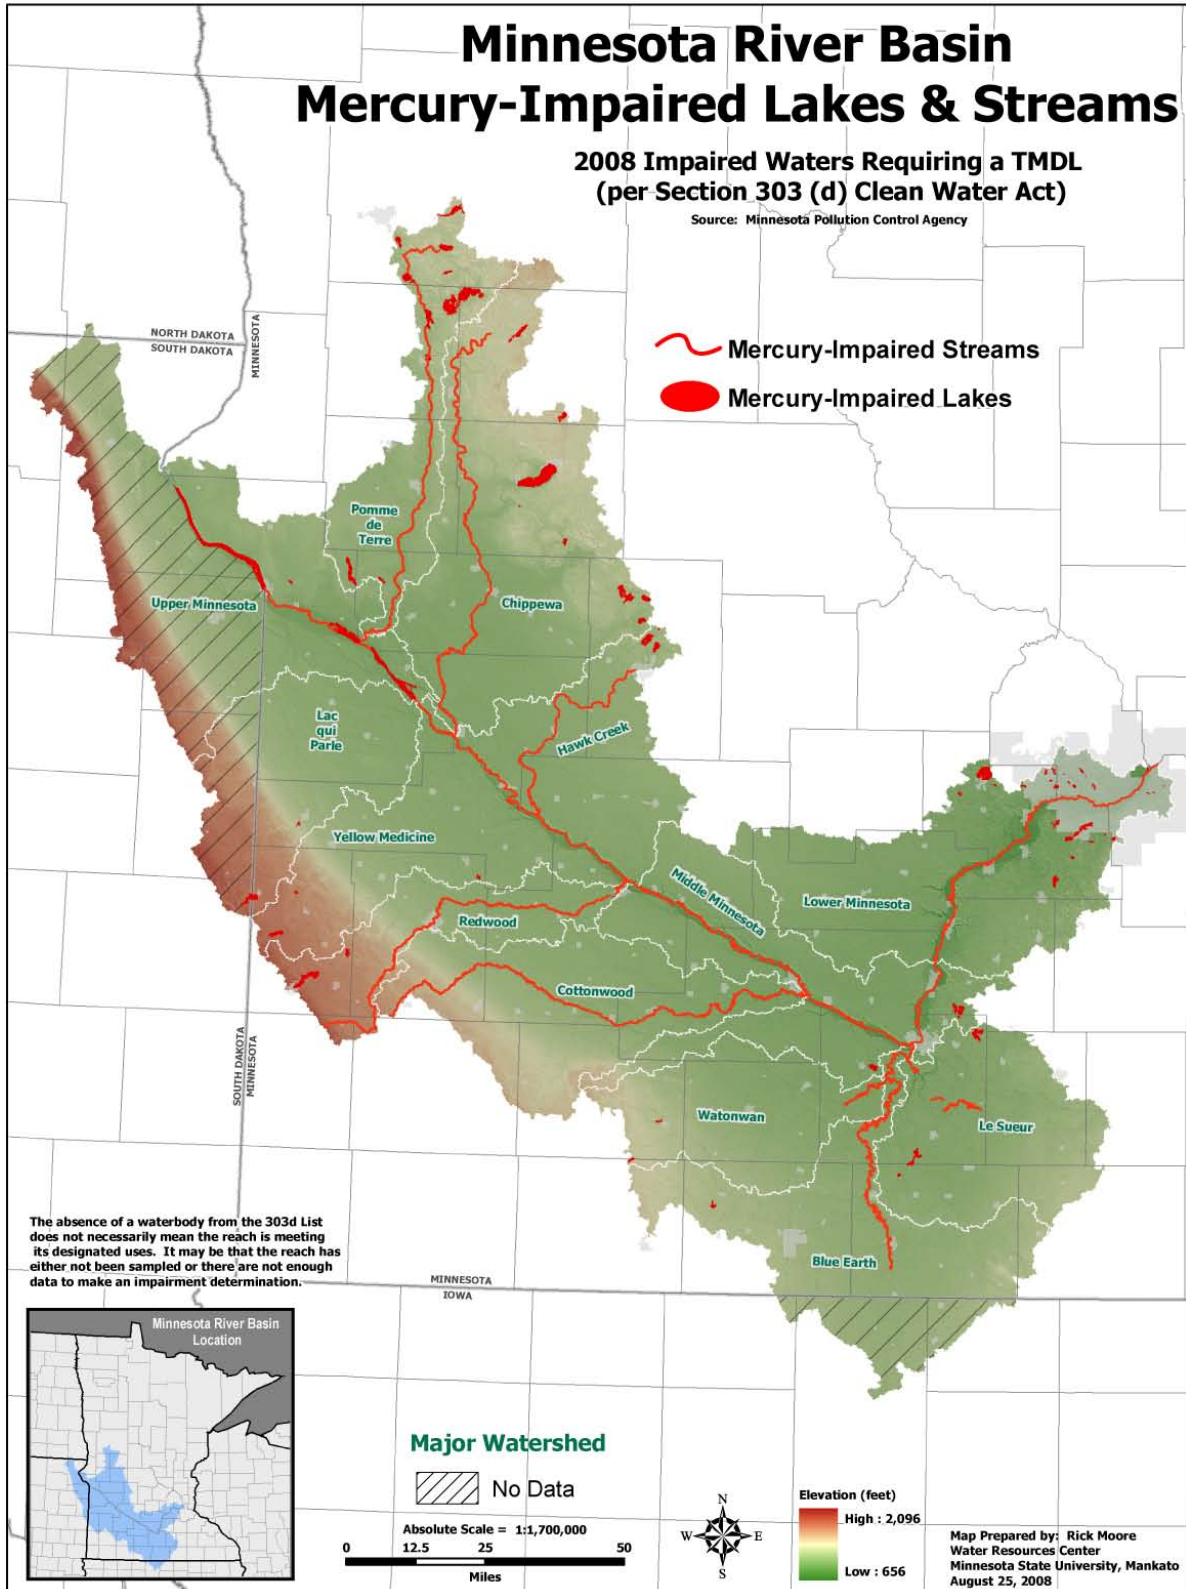 Minnesota River Basin
Mercury-Impaired Lakes & Streams
2008 Impaired Waters Requiring a TMDL
(per Section 303 (d) Clean Water Act)
Source: Minnesota Pollution Control Agency
NORTH DAKOTA
SOUTH DAKOTA
MINNESOTA
Mercury-Impaired Streams
Mercury-Impaired Lakes
Pomme
de
Terre
Upper Minnesota
Chippewa
Lac
qui
Parle
Hawk Creek
Yellow Medicine
Middle Minnesota
Lower Minnesota
Redwood
Cottonwood
SOUTH DAKOTA
MINNESOTA
Watonwan
Le Sueur
Blue Earth
The absence of a waterbody from the 303d List
does not necessarily mean the reach is meeting
its designated uses. It may be that the reach has
either not been sampled or there are not enough
data to make an impairment determination.
MINNESOTA
IOWA
Minnesota River Basin
Location
Major Watershed
No Data
Absolute Scale = 1:1,700,000
0 12.5 25 50
Miles
N
W E
S
Elevation (feet)
High : 2,096
Low : 656
Map Prepared by: Rick Moore
Water Resources Center
Minnesota State University, Mankato
August 25, 2008